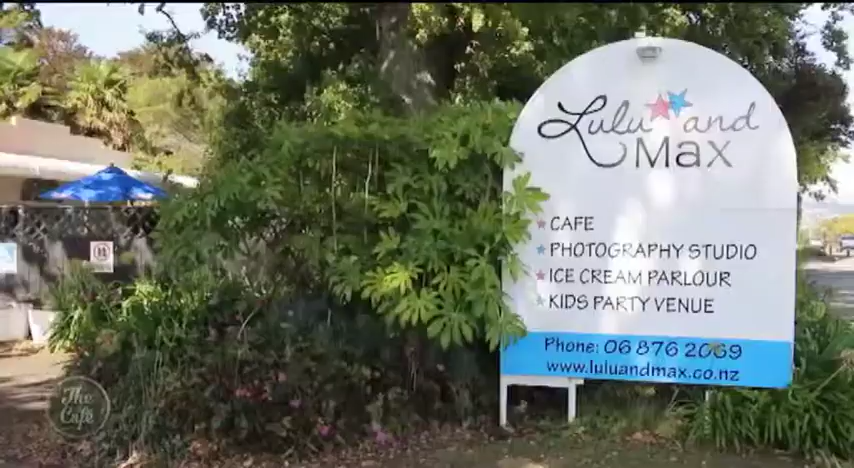 Lulu and
Max
CAFE
PHOTOGRAPHY STUDIO
ICE CREAM PARLOUR
KIDS PARTY VENUE
Phone: 06 876 2069
www.luluandmax.co.nz
The
Café